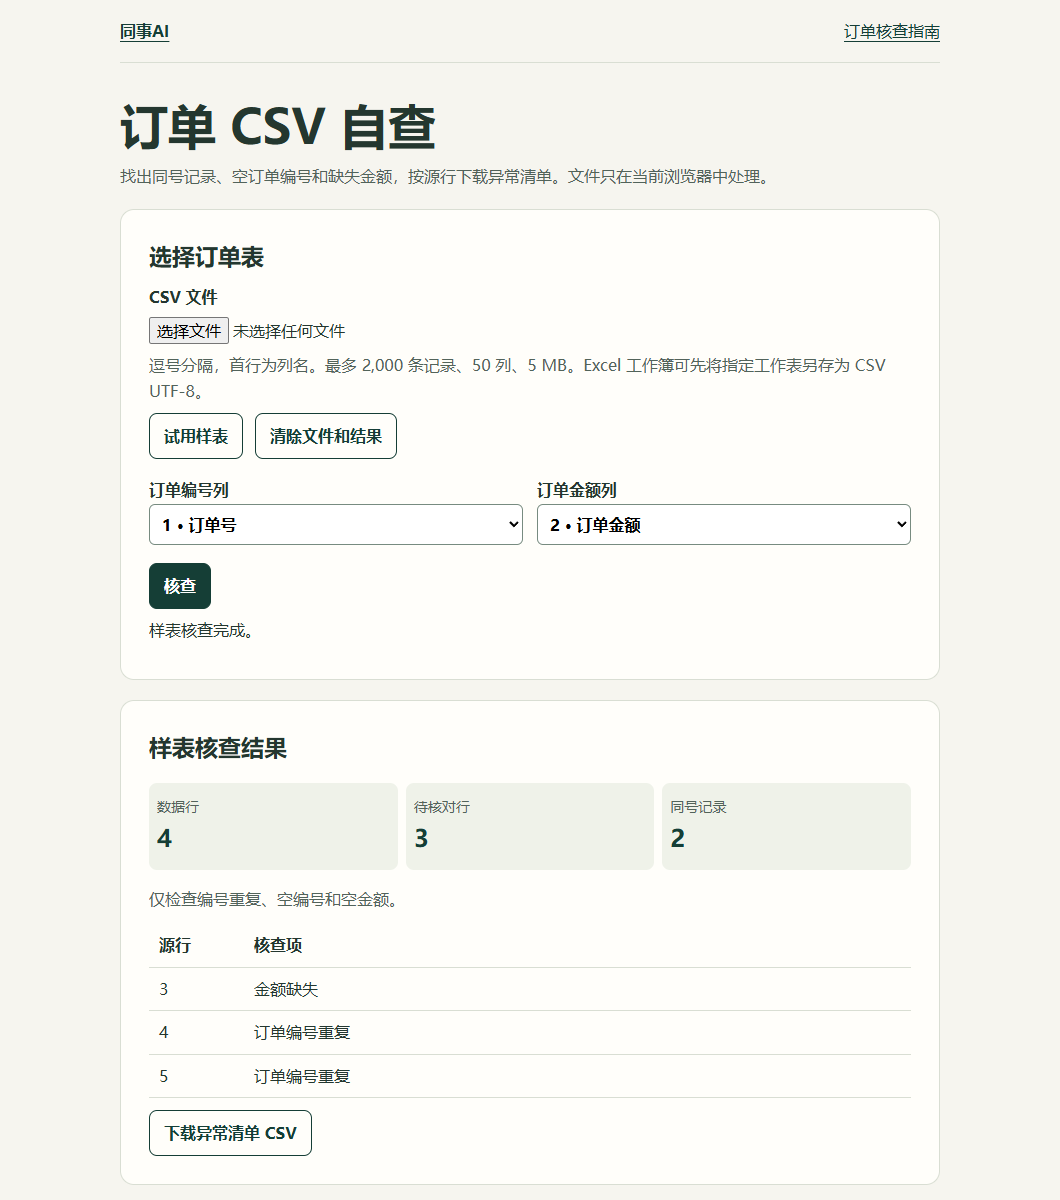 同事AI
订单核查指南
订单 CSV 自查
找出同号记录、空订单编号和缺失金额，按源行下载异常清单。文件只在当前浏览器中处理。
选择订单表
CSV 文件
选择文件 未选择任何文件
逗号分隔，首行为列名。最多 2,000 条记录、50 列、5 MB。Excel 工作簿可先将指定工作表另存为 CSV
UTF-8。
试用样表 清除文件和结果
订单编号列 订单金额列
1 • 订单号 2 • 订单金额
核查
样表核查完成。
样表核查结果
数据行 待核对行 同号记录
4 3 2
仅检查编号重复、空编号和空金额。
源行 核查项
3 金额缺失
4 订单编号重复
5 订单编号重复
下载异常清单 CSV